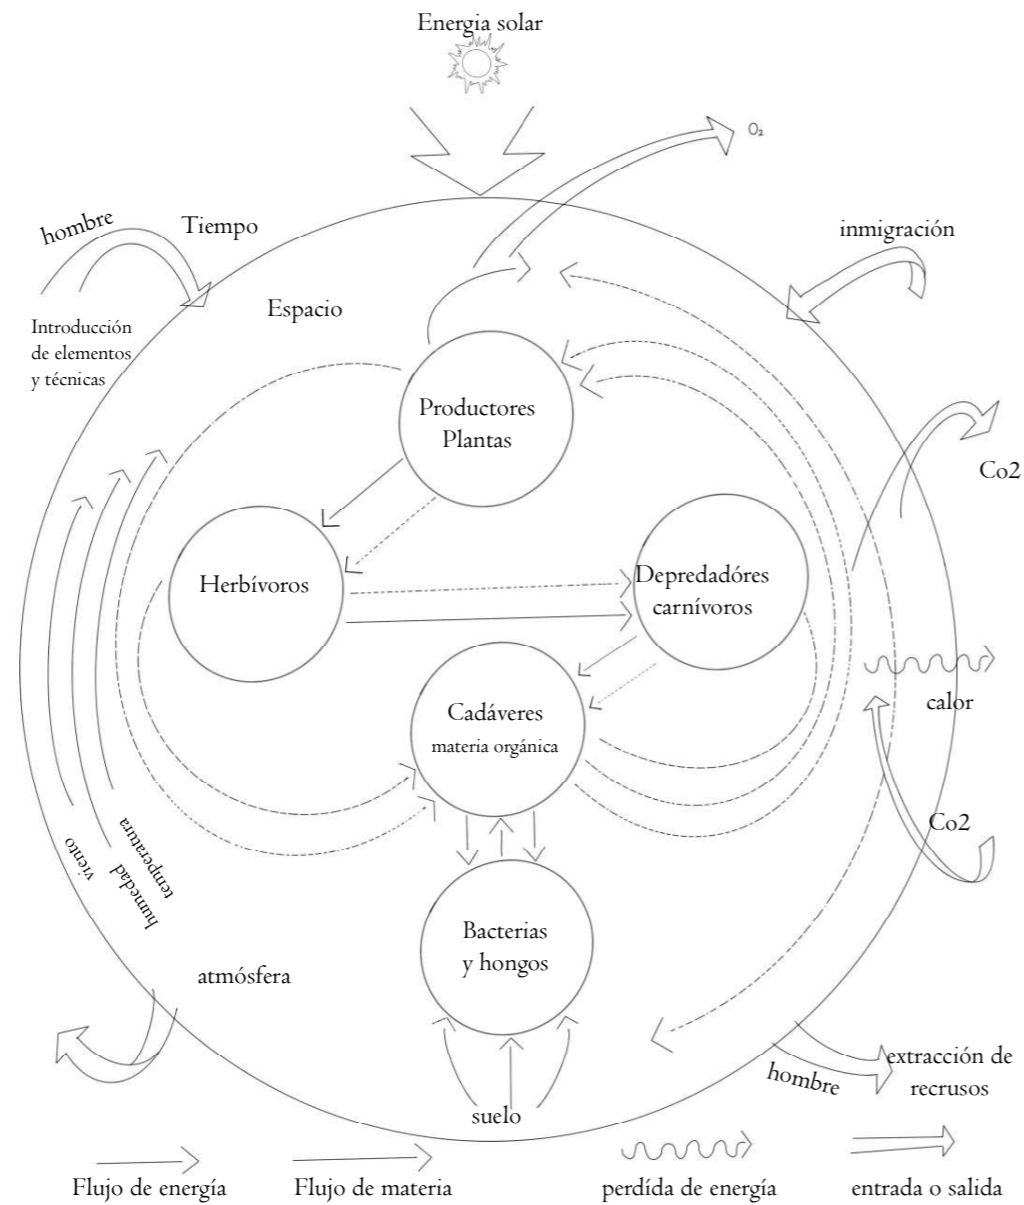 Energia solar
O₂
hombre
Tiempo
inmigración
Espacio
Introducción
de elementos
y técnicas
Productores
Plantas
Co2
Herbívoros
Depredadóres
carnívoros
Cadáveres
materia orgánica
calor
Co2
temperatura
humedad
viento
Bacterias
y hongos
atmósfera
extracción de
recrusos
hombre
suelo
Flujo de energía
Flujo de materia
perdída de energía
entrada o salida